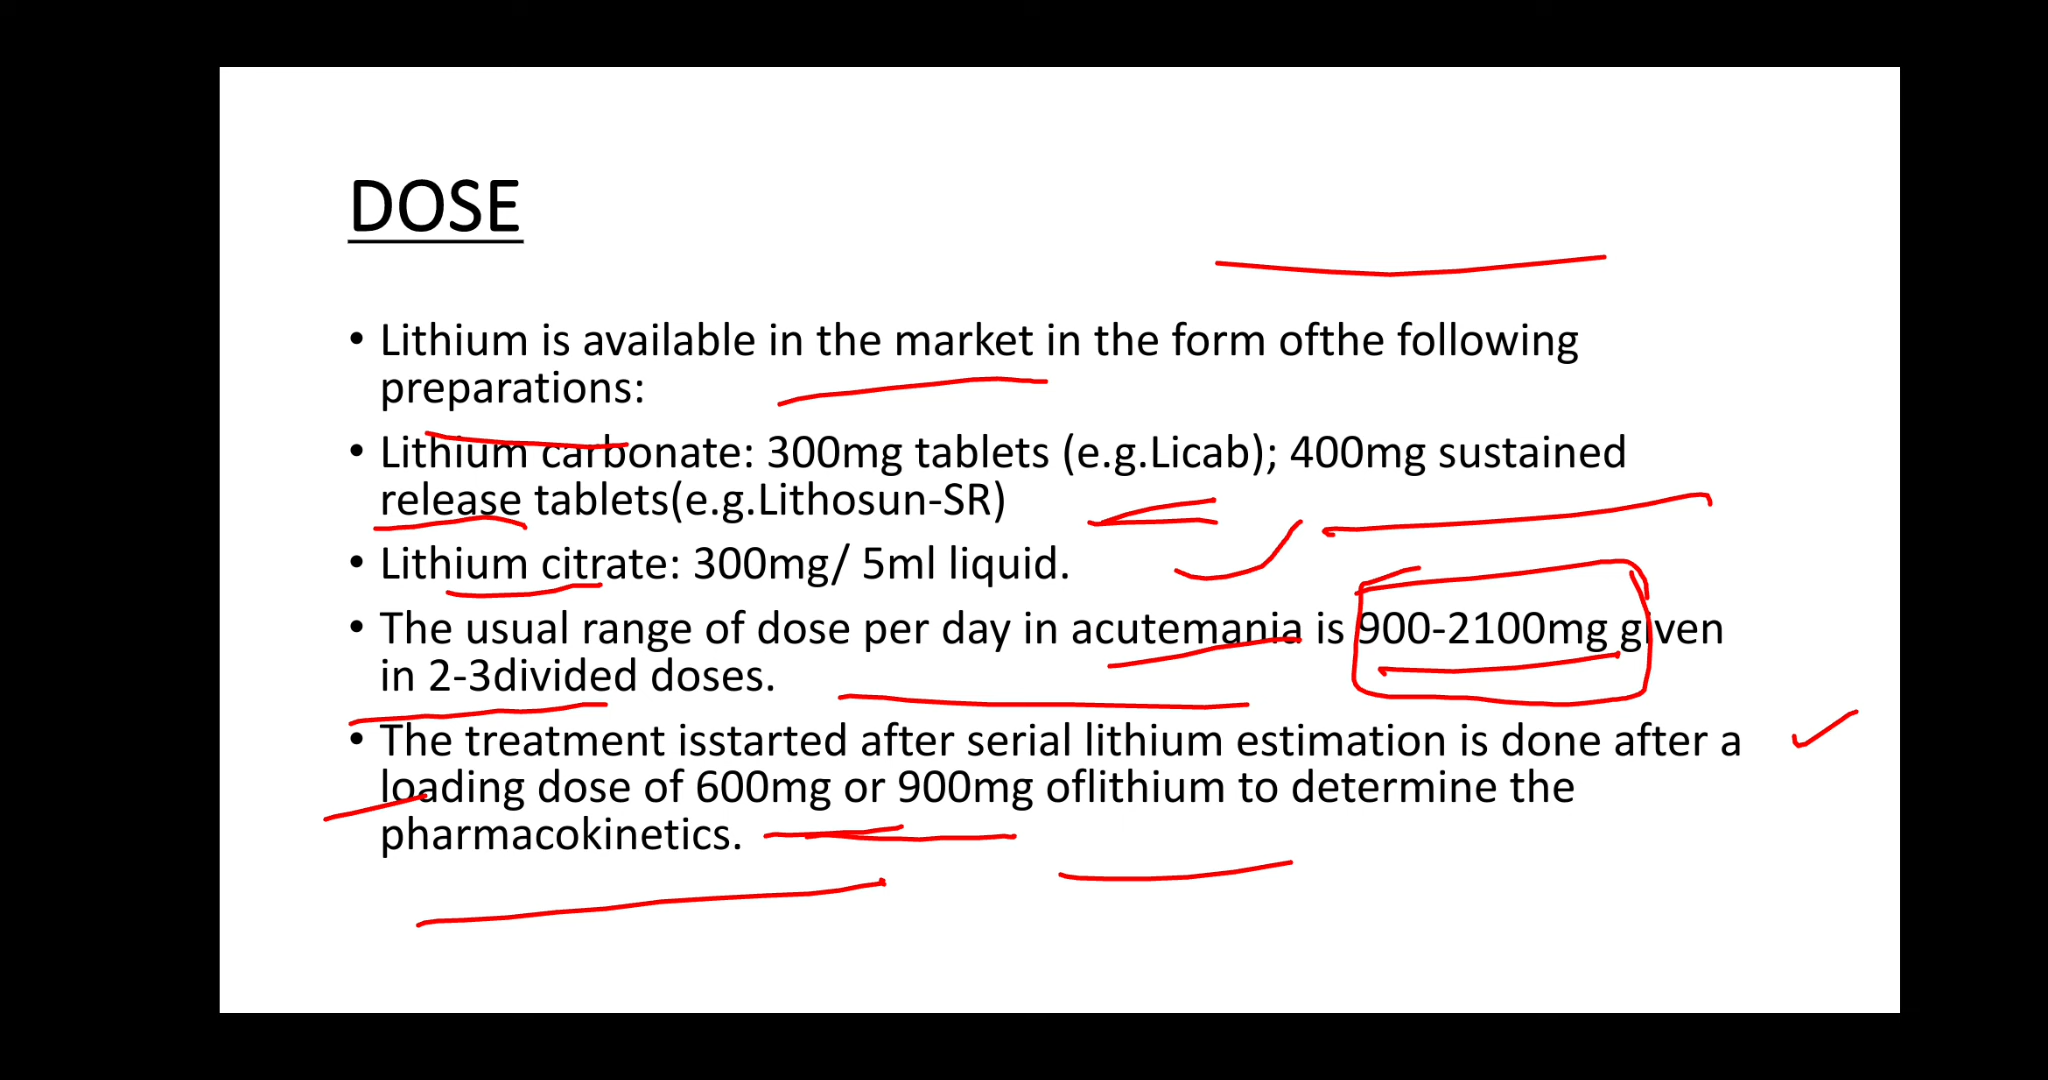 DOSE
• Lithium is available in the market in the form ofthe following
preparations:
• Lithium carbonate: 300mg tablets (e.g.Licab); 400mg sustained
release tablets(e.g.Lithosun-SR)
• Lithium citrate: 300mg/ 5ml liquid.
• The usual range of dose per day in acutemania is 900-2100mg given
in 2-3divided doses.
• The treatment isstarted after serial lithium estimation is done after a
loading dose of 600mg or 900mg oflithium to determine the
pharmacokinetics.